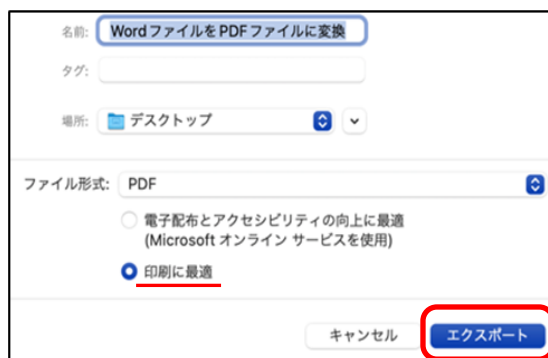 名前: WordファイルをPDFファイルに変換
タグ:
場所: デスクトップ
ファイル形式: PDF
電子配布とアクセシビリティの向上に最適
(Microsoft オンライン サービスを使用)
印刷に最適
キャンセル エクスポート